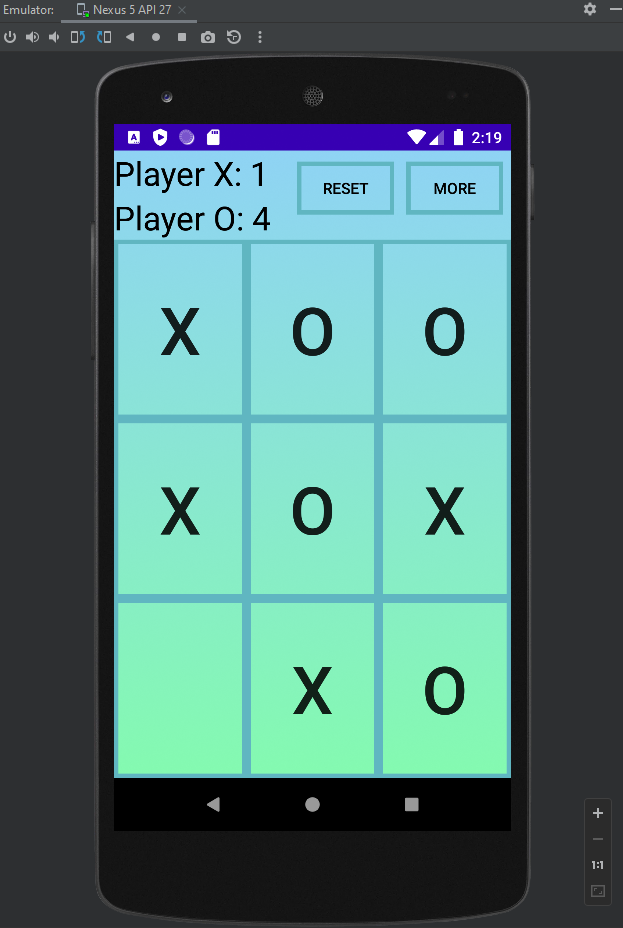 Emulator: Nexus 5 API 27
2:19
Player X: 1
Player O: 4
RESET MORE
X O O
X O X
X O
1:1